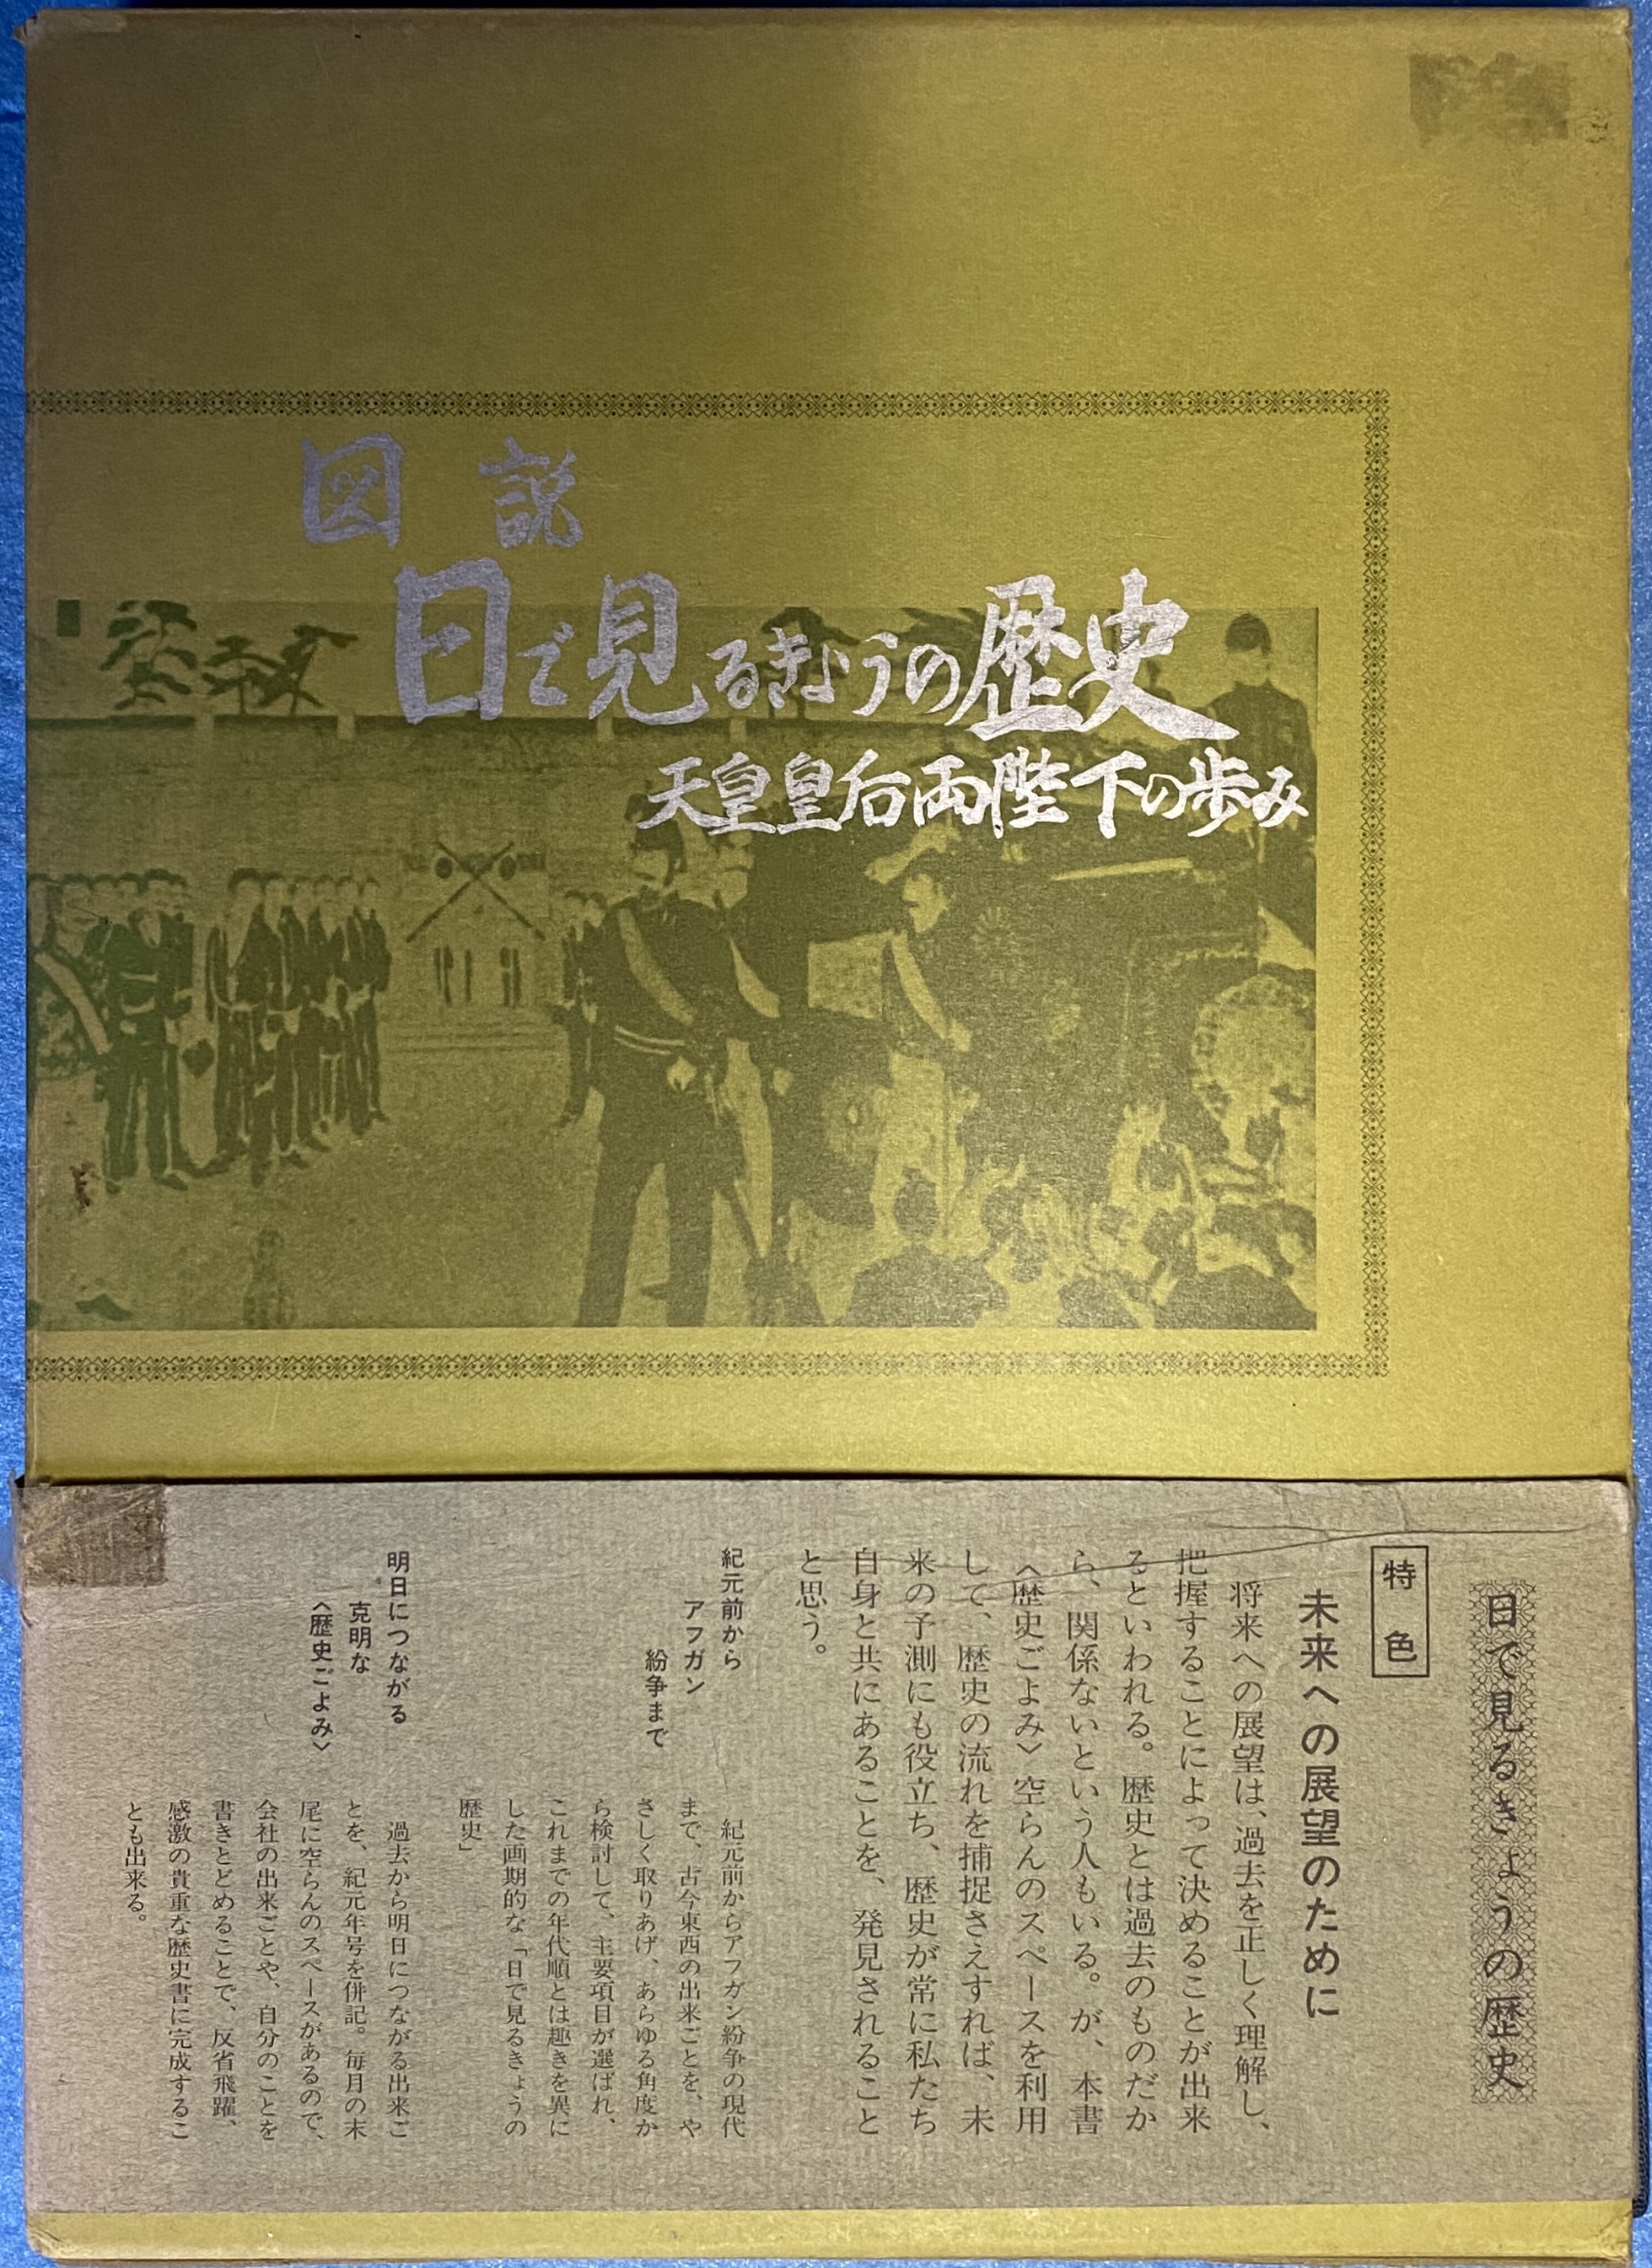 図説
日で見るきょうの歴史
天皇皇后両陛下の歩み
日で見るきょうの歴史
特色
未来への展望のために
将来への展望は、過去を正しく理解し、
把握することによって決めることが出来
るといわれる。歴史とは過去のものだか
ら、関係ないという人もいる。が、本書
〈歴史ごよみ〉空らんのスペースを利用
して、歴史の流れを捕捉さえすれば、未
来の予測にも役立ち、歴史が常に私たち
自身と共にあることを、発見されること
と思う。
紀元前から
アフガン
紛争まで
紀元前からアフガン紛争の現代
まで、古今東西の出来ごとを、や
さしく取りあげ、あらゆる角度か
ら検討して、主要項目が選ばれ、
これまでの年代順とは趣きを異に
した画期的な「日で見るきょうの
歴史」
明日につながる
克明な
〈歴史ごよみ〉
過去から明日につながる出来ご
とを、紀元年号を併記。毎月の末
尾に空らんのスペースがあるので、
会社の出来ごとや、自分のことを
書きとどめることで、反省飛躍、
感激の貴重な歴史書に完成するこ
とも出来る。